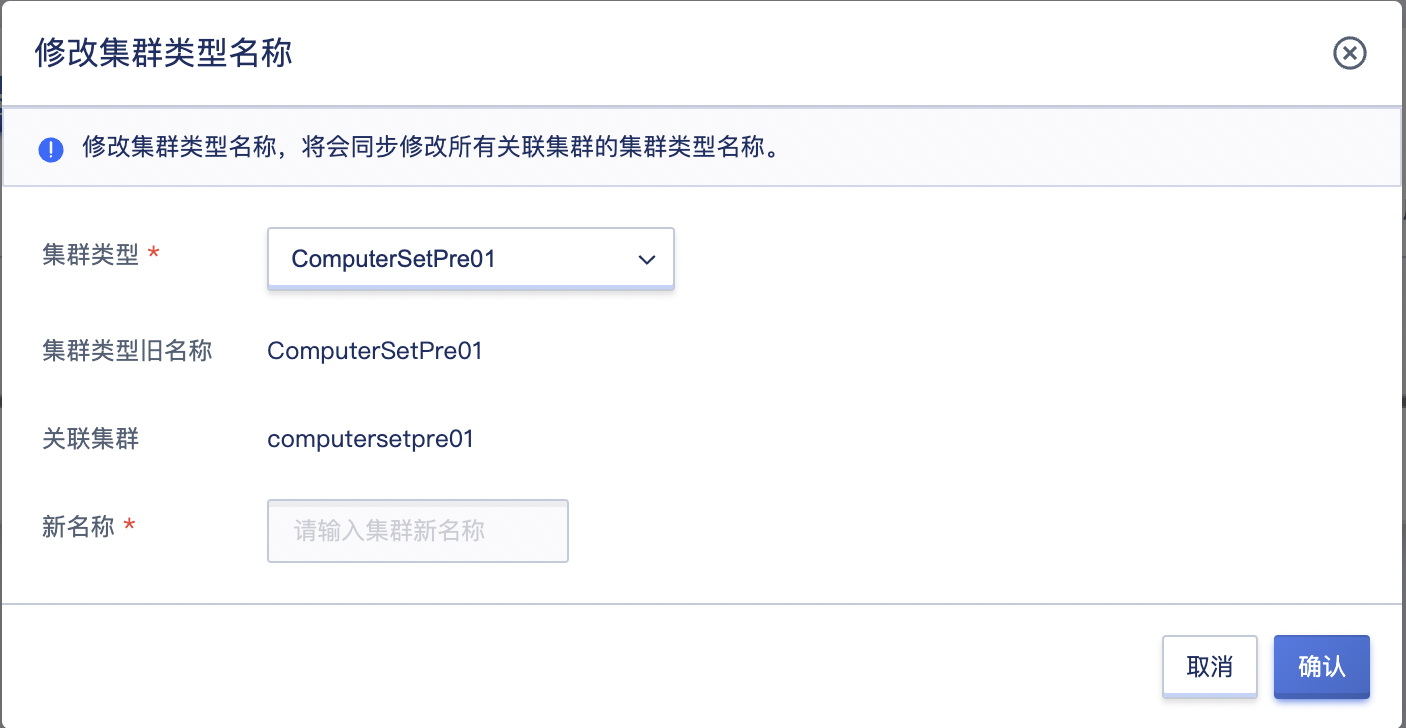 修改集群类型名称
修改集群类型名称，将会同步修改所有关联集群的集群类型名称。
集群类型 * ComputerSetPre01
集群类型旧名称 ComputerSetPre01
关联集群 computersetpre01
新名称 * 请输入集群新名称
取消 确认